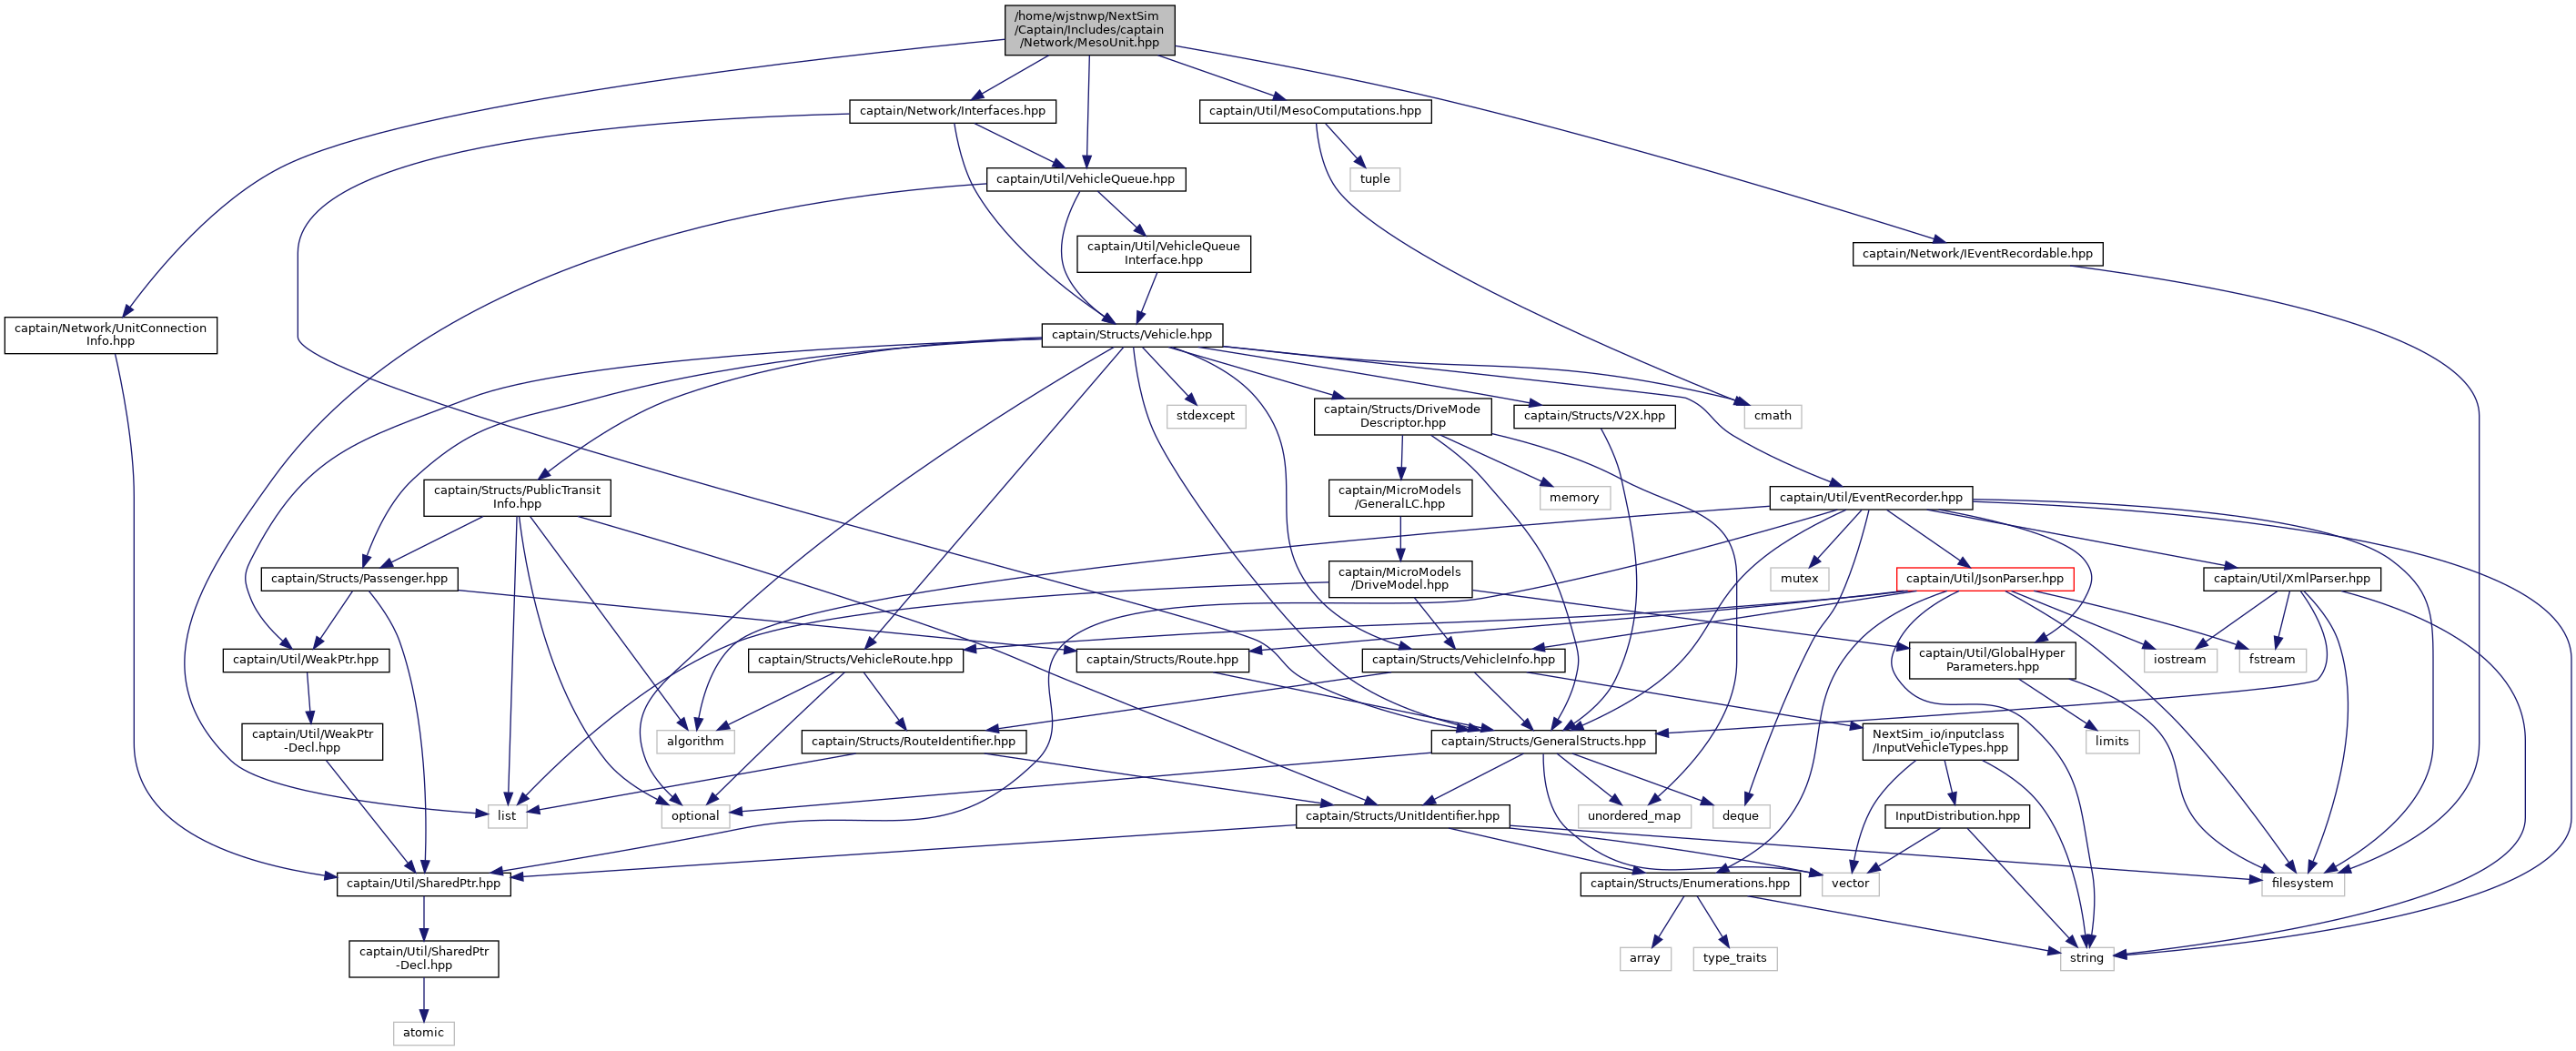 /home/wjstnwp/NextSim
/Captain/Includes/captain
/Network/MesoUnit.hpp
captain/Network/Interfaces.hpp
captain/Util/MesoComputations.hpp
captain/Util/VehicleQueue.hpp
tuple
captain/Util/VehicleQueue
Interface.hpp
captain/Network/IEventRecordable.hpp
captain/Network/UnitConnection
Info.hpp
captain/Structs/Vehicle.hpp
stdexcept
captain/Structs/DriveMode
Descriptor.hpp
captain/Structs/V2X.hpp
cmath
captain/Structs/PublicTransit
Info.hpp
captain/MicroModels
/GeneralLC.hpp
memory
captain/Util/EventRecorder.hpp
captain/Structs/Passenger.hpp
captain/MicroModels
/DriveModel.hpp
mutex
captain/Util/JsonParser.hpp
captain/Util/XmlParser.hpp
captain/Util/WeakPtr.hpp
captain/Structs/VehicleRoute.hpp
captain/Structs/Route.hpp
captain/Structs/VehicleInfo.hpp
captain/Util/GlobalHyper
Parameters.hpp
iostream
fstream
captain/Util/WeakPtr
-Decl.hpp
algorithm
captain/Structs/RouteIdentifier.hpp
captain/Structs/GeneralStructs.hpp
NextSim_io/inputclass
/InputVehicleTypes.hpp
limits
list
optional
captain/Structs/UnitIdentifier.hpp
unordered_map
deque
InputDistribution.hpp
captain/Util/SharedPtr.hpp
captain/Structs/Enumerations.hpp
vector
filesystem
captain/Util/SharedPtr
-Decl.hpp
array
type_traits
string
atomic